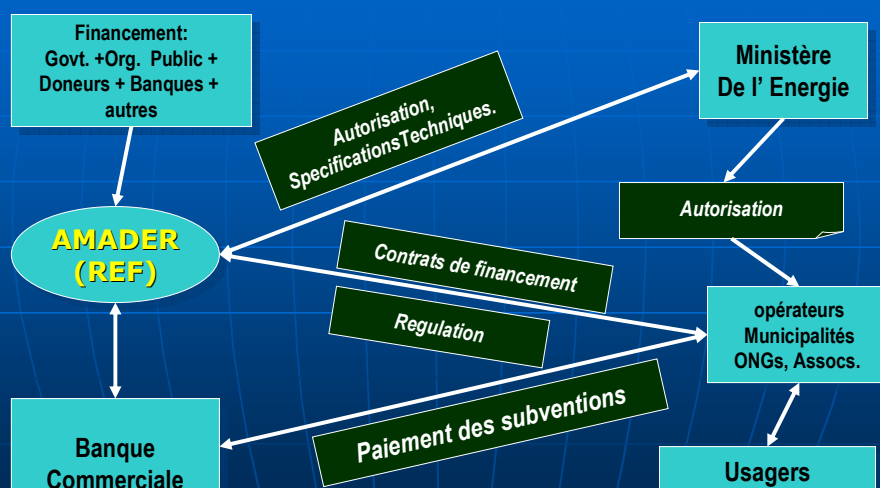 Financement:
Govt. +Org. Public +
Doneurs + Banques +
autres
Ministère
De l’ Energie
Autorisation,
SpecificationsTechniques.
Autorisation
AMADER
(REF)
Contrats de financement
Regulation
opérateurs
Municipalités
ONGs, Assocs.
Paiement des subventions
Banque
Commerciale
Usagers